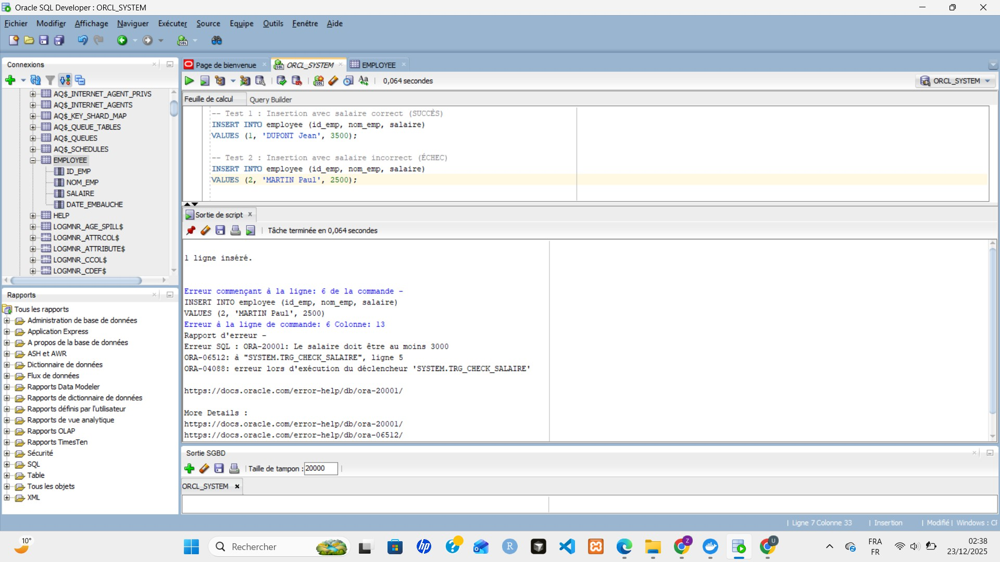 Oracle SQL Developer : ORCL_SYSTEM
Fichier Modifier Affichage Naviguer Exécuter Source Equipe Outils Fenêtre Aide
Connexions
AQ$_INTERNET_AGENT_PRIVS
AQ$_INTERNET_AGENTS
AQ$_KEY_SHARD_MAP
AQ$_QUEUE_TABLES
AQ$_QUEUES
AQ$_SCHEDULES
EMPLOYEE
ID_EMP
NOM_EMP
SALAIRE
DATE_EMBAUCHE
HELP
LOGMNR_AGE_SPILL$
LOGMNR_ATTRCOL$
LOGMNR_ATTRIBUTE$
LOGMNR_CCOL$
LOGMNR_CDEF$
Rapports
Tous les rapports
Administration de base de données
Application Express
A propos de la base de données
ASH et AWR
Dictionnaire de données
Flux de données
Rapports Data Modeler
Rapports de dictionnaire de données
Rapports définis par l'utilisateur
Rapports de vue analytique
Rapports OLAP
Rapports TimesTen
Sécurité
SQL
Table
Tous les objets
XML
Page de bienvenue ORCL_SYSTEM EMPLOYEE
0,064 secondes ORCL_SYSTEM
Feuille de calcul Query Builder
-- Test 1 : Insertion avec salaire correct (SUCCÈS)
INSERT INTO employee (id_emp, nom_emp, salaire)
VALUES (1, 'DUPONT Jean', 3500);
-- Test 2 : Insertion avec salaire incorrect (ÉCHEC)
INSERT INTO employee (id_emp, nom_emp, salaire)
VALUES (2, 'MARTIN Paul', 2500);
Sortie de script
Tâche terminée en 0,064 secondes
1 ligne inséré.
Erreur commençant à la ligne: 6 de la commande -
INSERT INTO employee (id_emp, nom_emp, salaire)
VALUES (2, 'MARTIN Paul', 2500)
Erreur à la ligne de commande: 6 Colonne: 13
Rapport d'erreur -
Erreur SQL : ORA-20001: Le salaire doit être au moins 3000
ORA-06512: à "SYSTEM.TRG_CHECK_SALAIRE", ligne 5
ORA-04088: erreur lors d'exécution du déclencheur 'SYSTEM.TRG_CHECK_SALAIRE'
https://docs.oracle.com/error-help/db/ora-20001/
More Details :
https://docs.oracle.com/error-help/db/ora-20001/
https://docs.oracle.com/error-help/db/ora-06512/
Sortie SGBD
Taille de tampon : 20000
ORCL_SYSTEM
Ligne 7 Colonne 33 | Insertion | Modifié | Windows :
10°
Rechercher
FRA
FR
02:38
23/12/2025